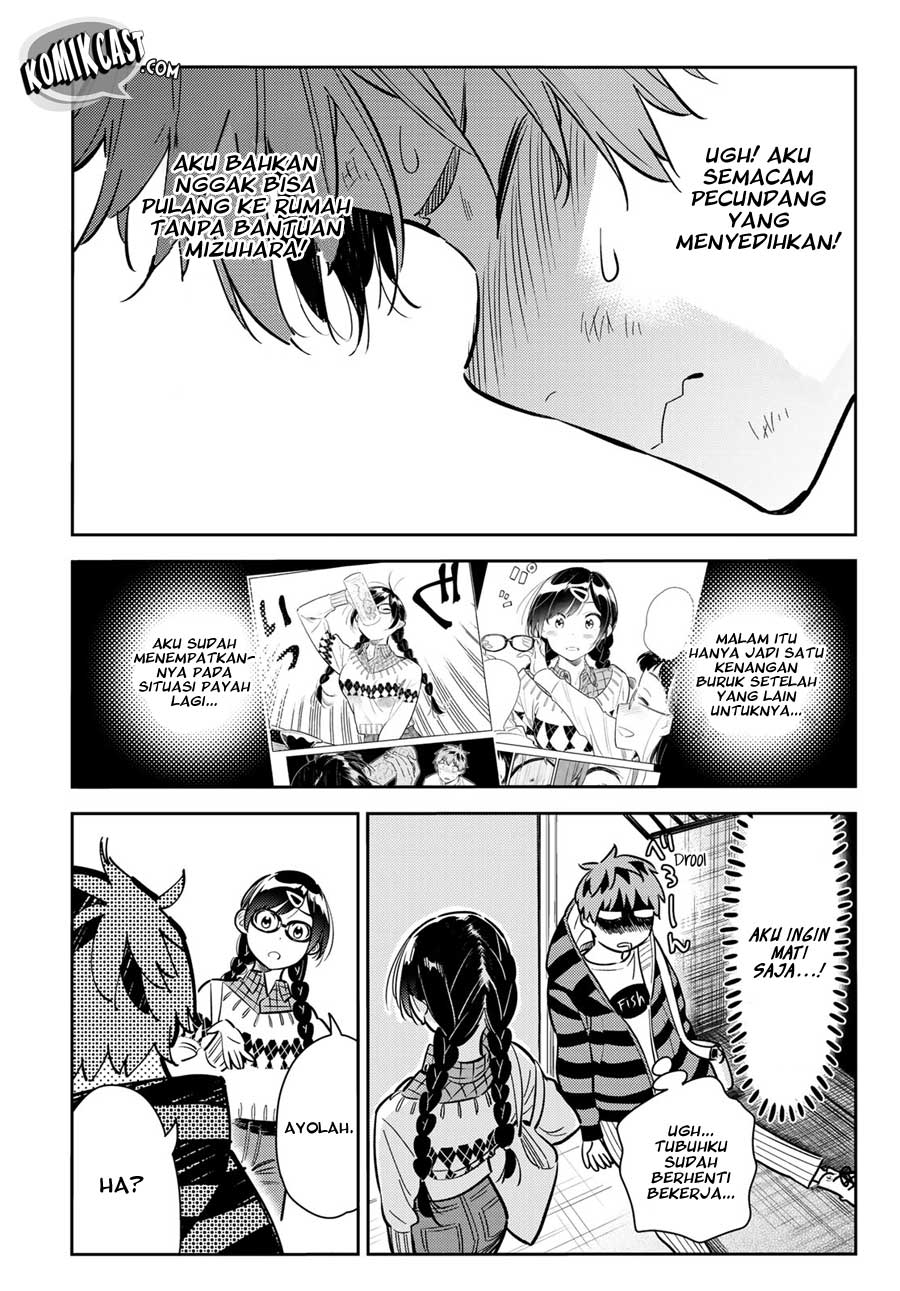 KOMIKCAST
.COM
UGH! AKU
SEMACAM
PECUNDANG
YANG
MENYEDIHKAN!
AKU BAHKAN
NGGAK BISA
PULANG KE RUMAH
TANPA BANTUAN
MIZUHARA!
MALAM ITU
HANYA JADI SATU
KENANGAN
BURUK SETELAH
YANG LAIN
UNTUKNYA...
AKU SUDAH
MENEMPATKAN-
NYA PADA
SITUASI PAYAH
LAGI...
AKU INGIN
MATI
SAJA...!
Drool
FISH
UGH...
TUBUHKU
SUDAH
BERHENTI
BEKERJA...
AYOLAH.
HA?